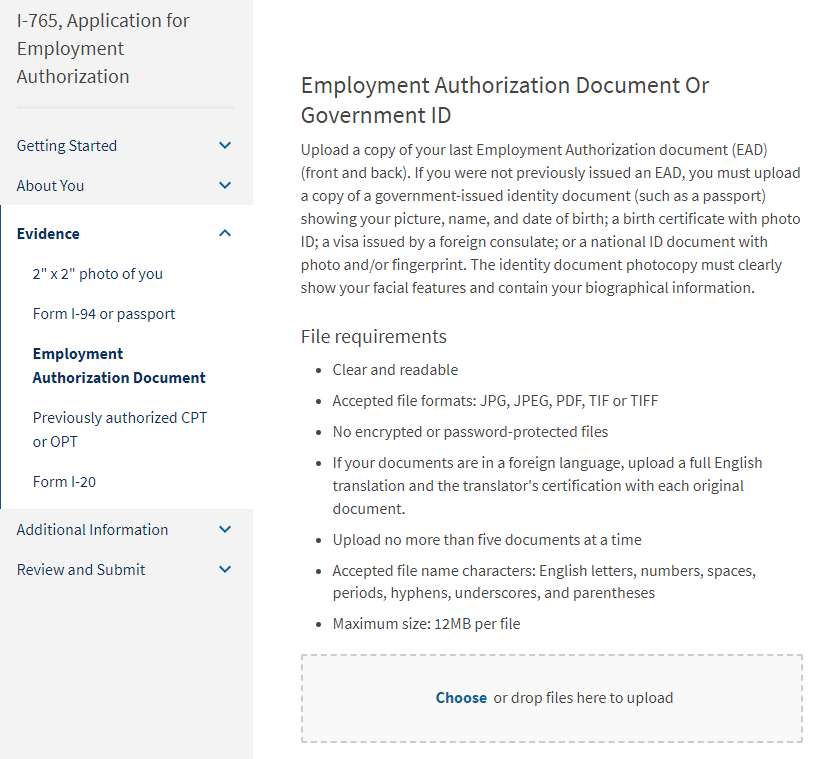 I-765, Application for
Employment
Authorization
Getting Started
About You
Evidence
2" x 2" photo of you
Form I-94 or passport
Employment
Authorization Document
Previously authorized CPT
or OPT
Form I-20
Additional Information
Review and Submit
Employment Authorization Document Or
Government ID
Upload a copy of your last Employment Authorization document (EAD)
(front and back). If you were not previously issued an EAD, you must upload
a copy of a government-issued identity document (such as a passport)
showing your picture, name, and date of birth; a birth certificate with photo
ID; a visa issued by a foreign consulate; or a national ID document with
photo and/or fingerprint. The identity document photocopy must clearly
show your facial features and contain your biographical information.
File requirements
• Clear and readable
• Accepted file formats: JPG, JPEG, PDF, TIF or TIFF
• No encrypted or password-protected files
• If your documents are in a foreign language, upload a full English
translation and the translator's certification with each original
document.
• Upload no more than five documents at a time
• Accepted file name characters: English letters, numbers, spaces,
periods, hyphens, underscores, and parentheses
• Maximum size: 12MB per file
Choose or drop files here to upload